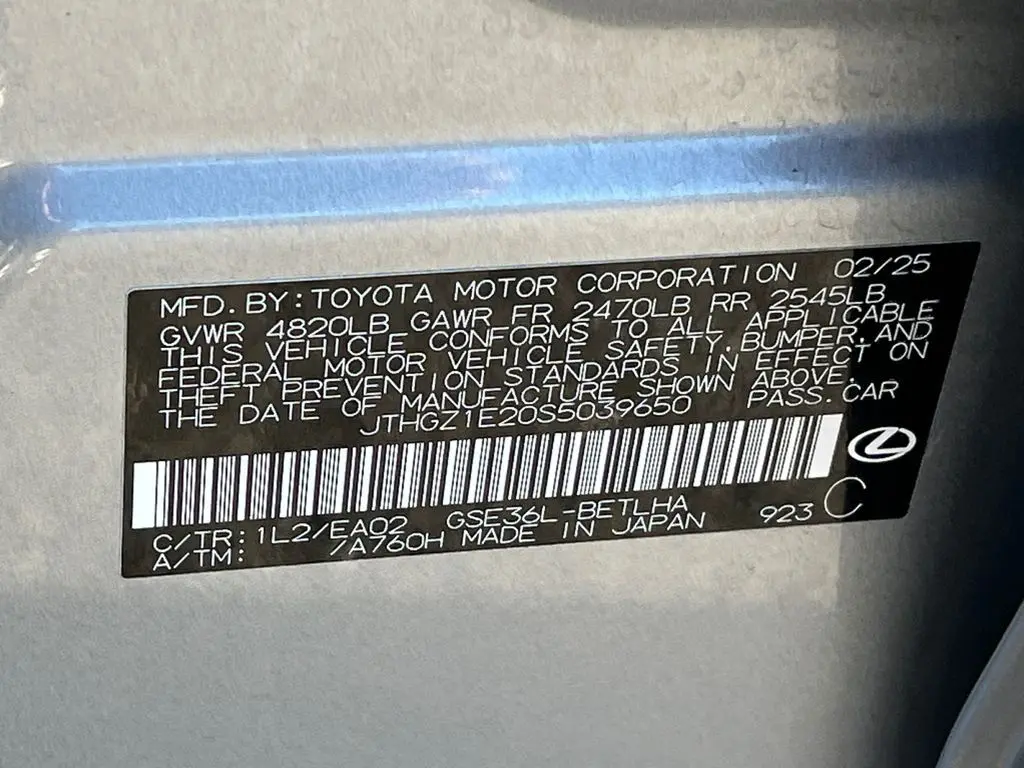 MFD. BY: TOYOTA MOTOR CORPORATION 02/25
GVWR 4820LB GAWR FR 2470LB RR 2545LB
THIS VEHICLE CONFORMS TO ALL APPLICABLE
FEDERAL MOTOR VEHICLE SAFETY, BUMPER, AND
THEFT PREVENTION STANDARDS IN EFFECT ON
THE DATE OF MANUFACTURE SHOWN ABOVE.
JTHGZ1E20S5039650 PASS. CAR
C/TR: 1L2/EA02 GSE36L-BETLHA
A/TM: /A760H MADE IN JAPAN 923 C